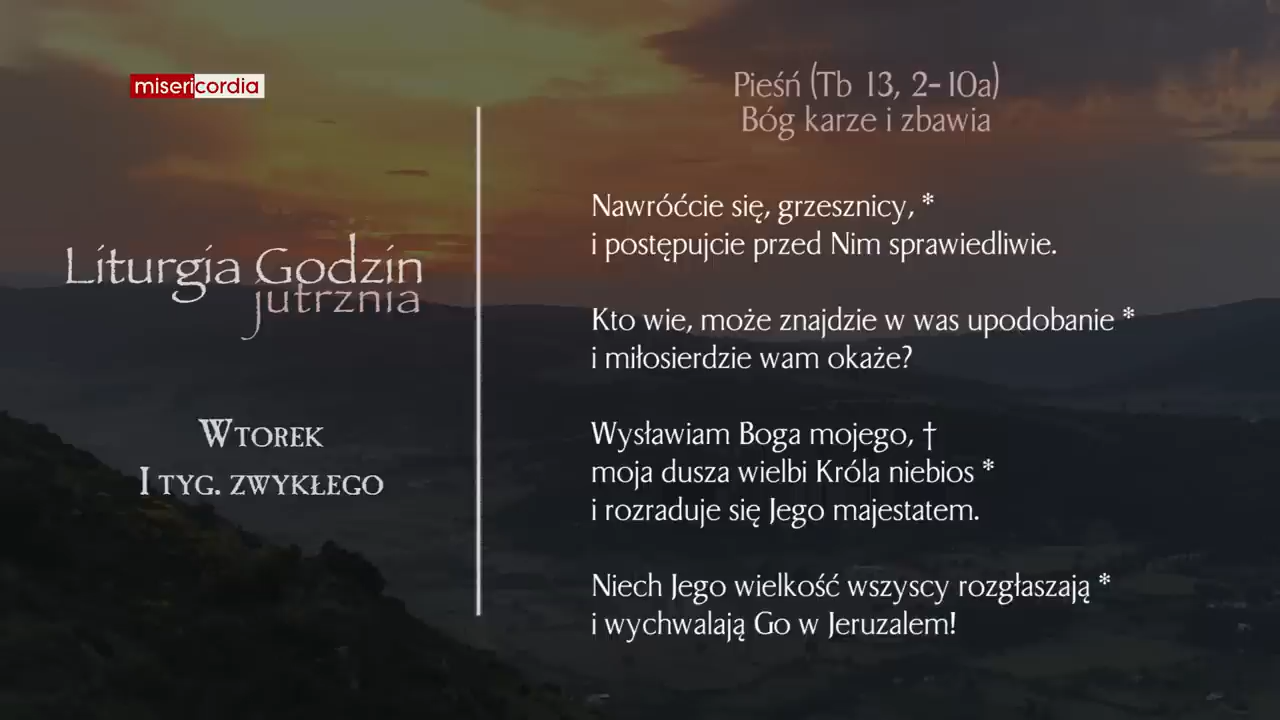 misericordia
Liturgia Godzin
jutrznia
Wtorek
I tyg. zwykłego
Pieśń (Tb 13, 2-10a)
Bóg karze i zbawia
Nawróćcie się, grzesznicy, *
i postępujcie przed Nim sprawiedliwie.
Kto wie, może znajdzie w was upodobanie *
i miłosierdzie wam okaże?
Wysławiam Boga mojego, †
moja dusza wielbi Króla niebios *
i rozraduje się Jego majestatem.
Niech Jego wielkość wszyscy rozgłaszają *
i wychwalają Go w Jeruzalem!